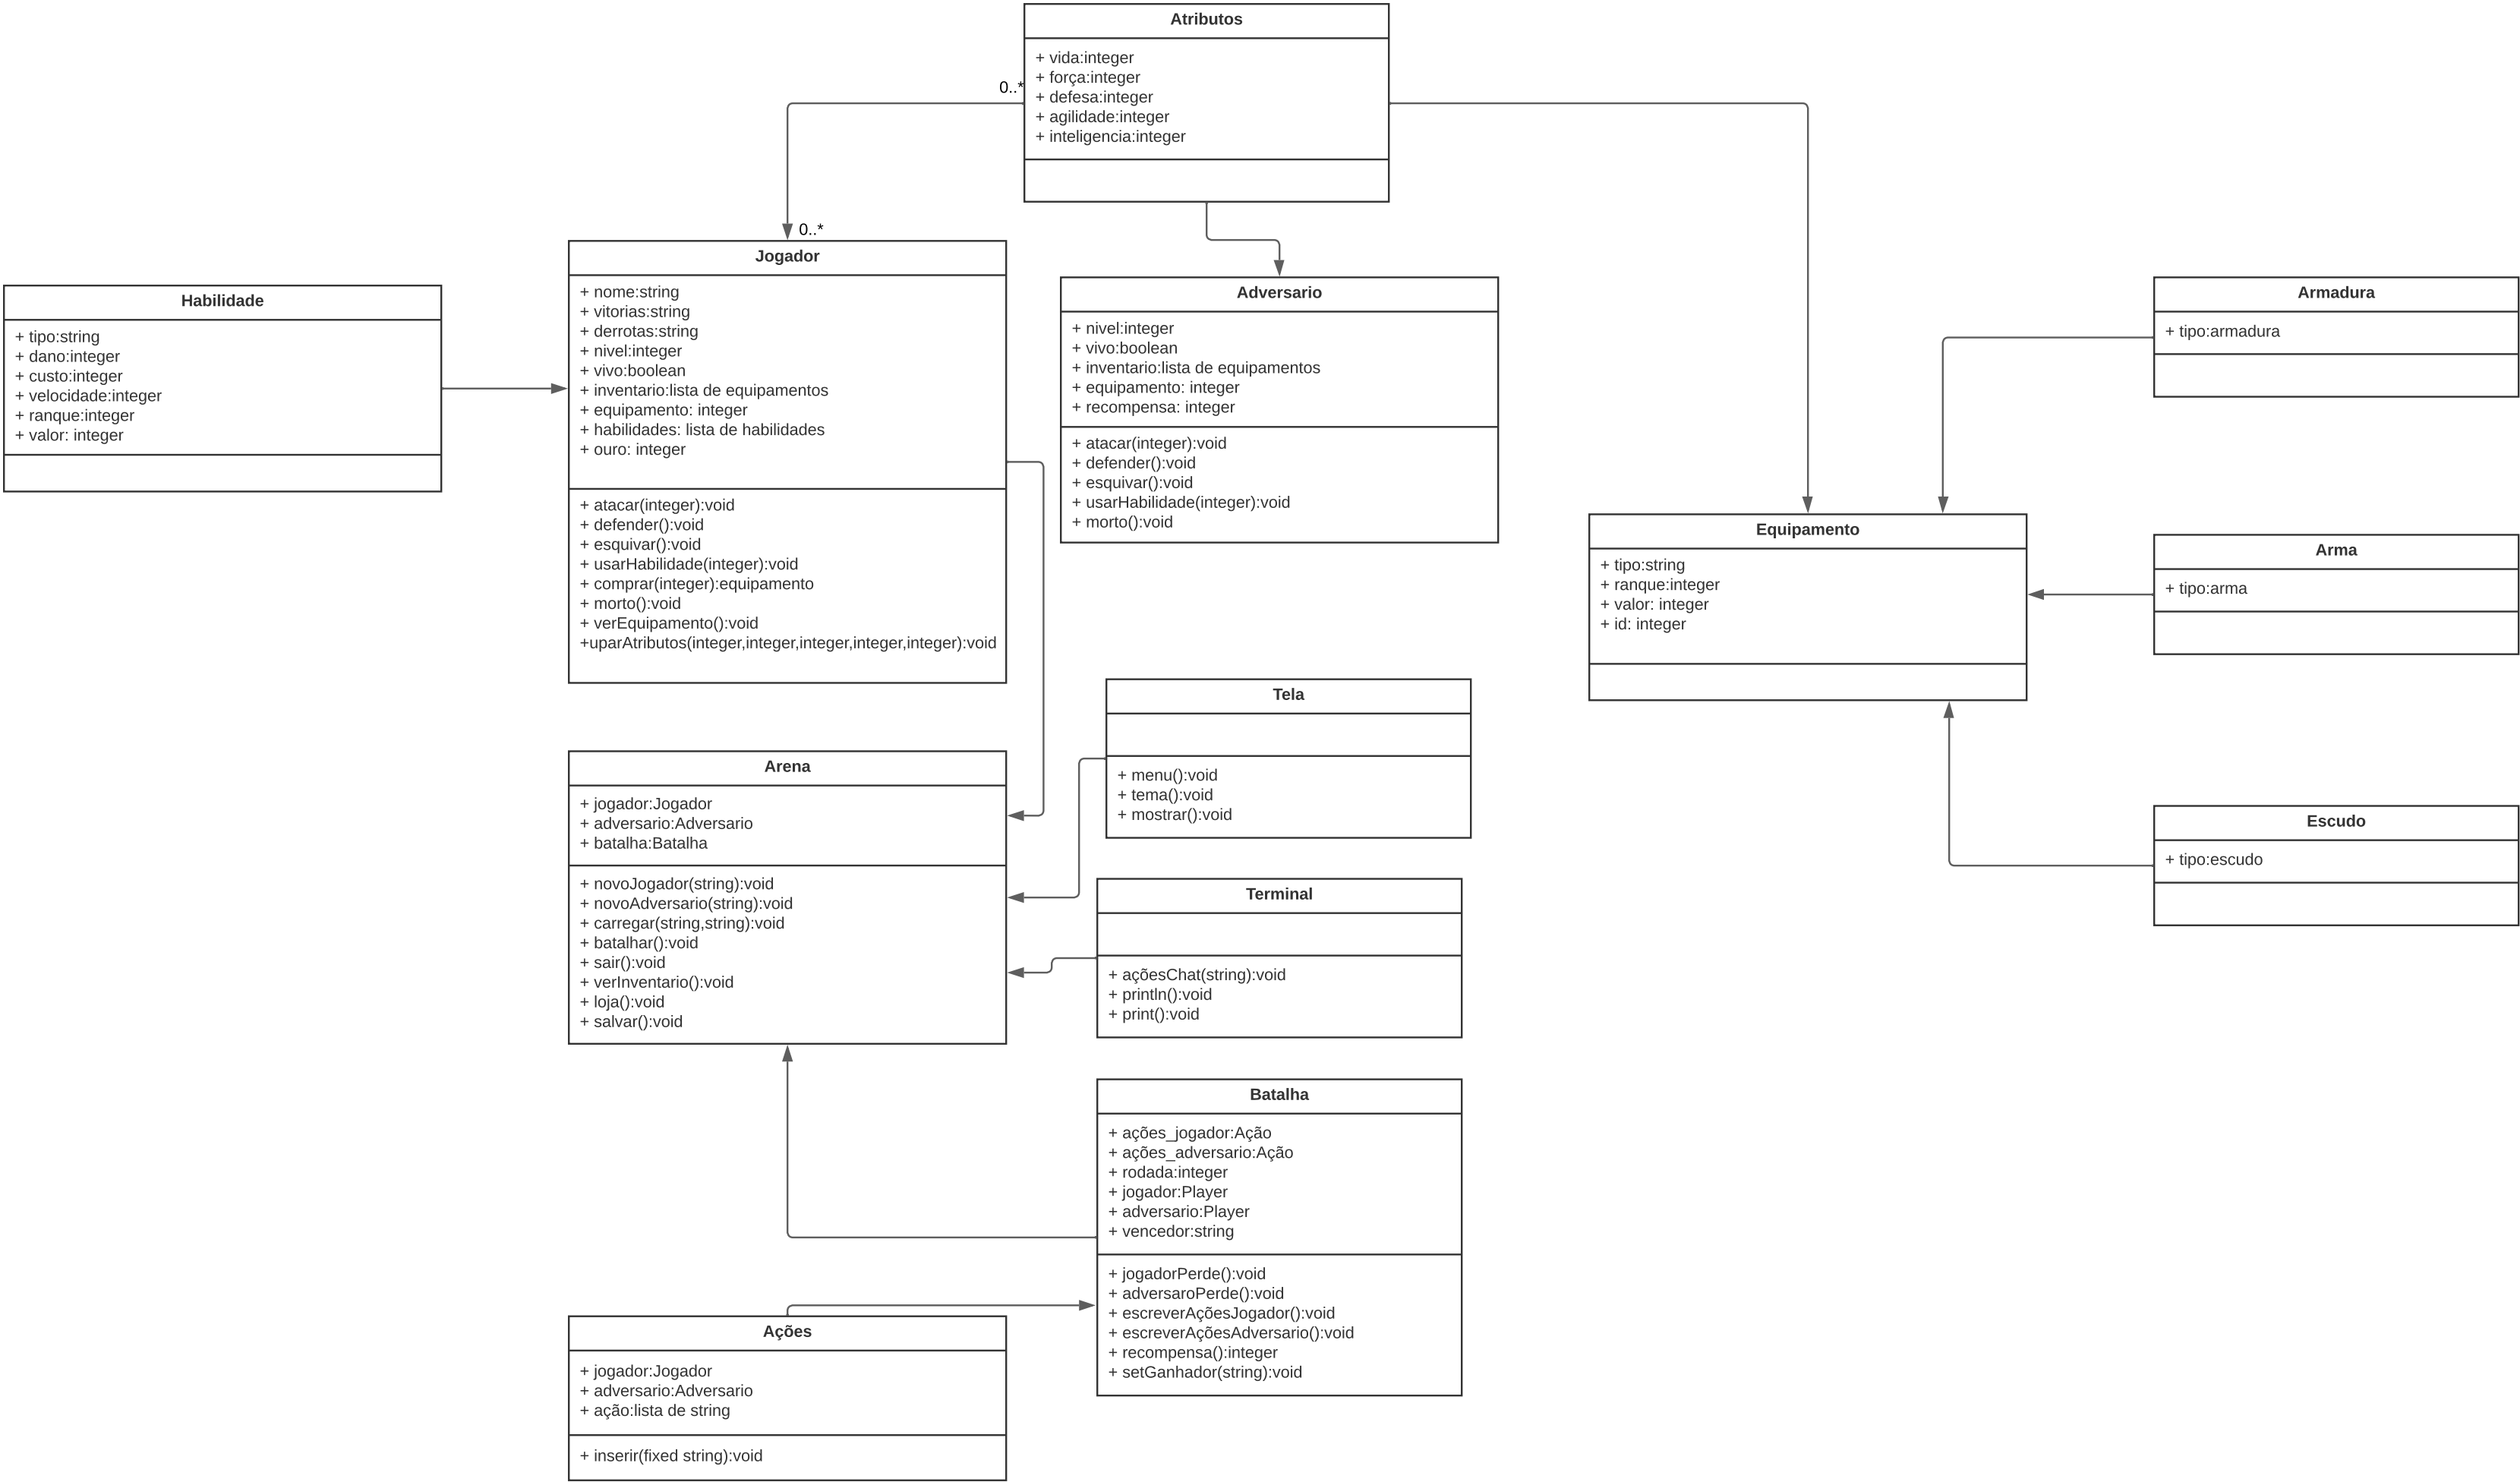 Atributos
+ vida:integer
+ força:integer
+ defesa:integer
+ agilidade:integer
+ inteligencia:integer
0..*
0..*
Habilidade
+ tipo:string
+ dano:integer
+ custo:integer
+ velocidade:integer
+ ranque:integer
+ valor: integer
Jogador
+ nome:string
+ vitorias:string
+ derrotas:string
+ nivel:integer
+ vivo:boolean
+ inventario:lista de equipamentos
+ equipamento: integer
+ habilidades: lista de habilidades
+ ouro: integer
+ atacar(integer):void
+ defender():void
+ esquivar():void
+ usarHabilidade(integer):void
+ comprar(integer):equipamento
+ morto():void
+ verEquipamento():void
+uparAtributos(integer,integer,integer,integer,integer):void
Adversario
+ nivel:integer
+ vivo:boolean
+ inventario:lista de equipamentos
+ equipamento: integer
+ recompensa: integer
+ atacar(integer):void
+ defender():void
+ esquivar():void
+ usarHabilidade(integer):void
+ morto():void
Armadura
+ tipo:armadura
Equipamento
+ tipo:string
+ ranque:integer
+ valor: integer
+ id: integer
Arma
+ tipo:arma
Escudo
+ tipo:escudo
Tela
+ menu():void
+ tema():void
+ mostrar():void
Arena
+ jogador:Jogador
+ adversario:Adversario
+ batalha:Batalha
+ novoJogador(string):void
+ novoAdversario(string):void
+ carregar(string,string):void
+ batalhar():void
+ sair():void
+ verInventario():void
+ loja():void
+ salvar():void
Terminal
+ açõesChat(string):void
+ println():void
+ print():void
Batalha
+ ações_jogador:Ação
+ ações_adversario:Ação
+ rodada:integer
+ jogador:Player
+ adversario:Player
+ vencedor:string
+ jogadorPerde():void
+ adversaroPerde():void
+ escreverAçõesJogador():void
+ escreverAçõesAdversario():void
+ recompensa():integer
+ setGanhador(string):void
Ações
+ jogador:Jogador
+ adversario:Adversario
+ ação:lista de string
+ inserir(fixed string):void